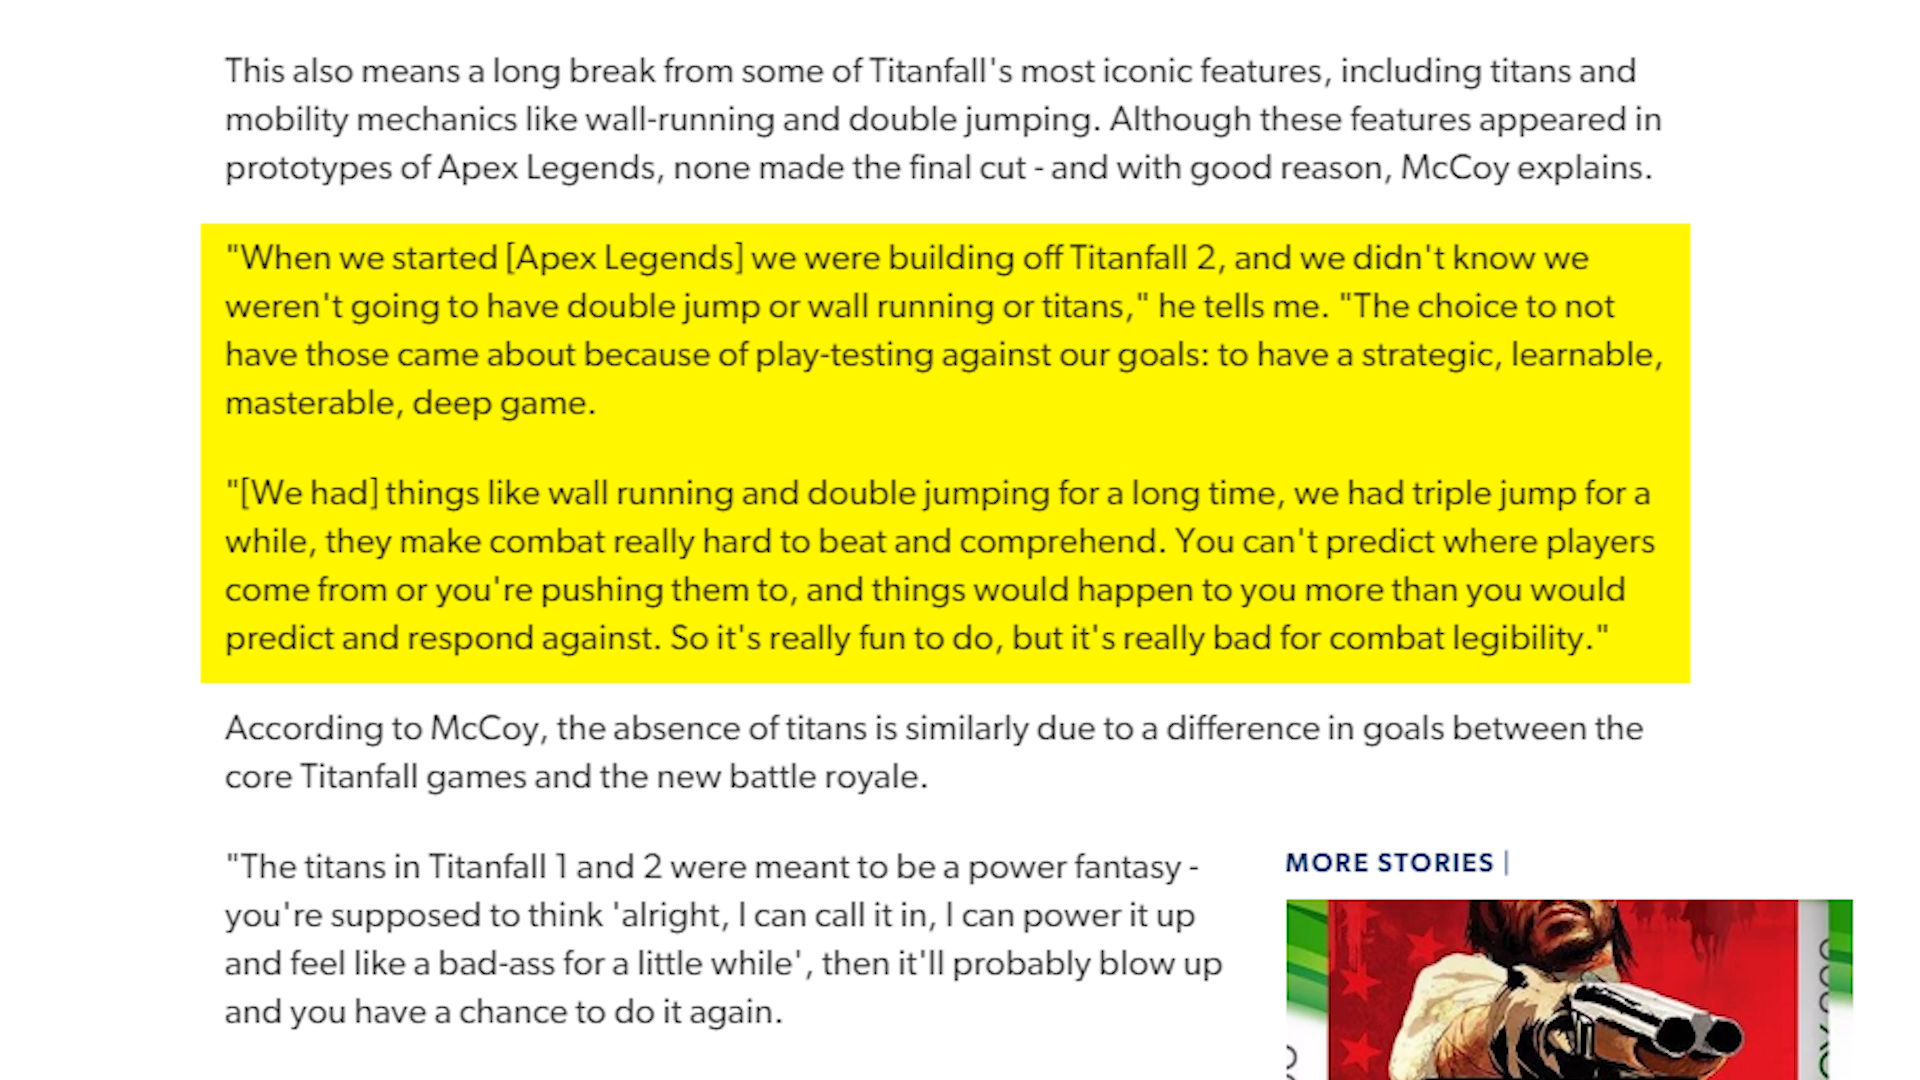 This also means a long break from some of Titanfall's most iconic features, including titans and
mobility mechanics like wall-running and double jumping. Although these features appeared in
prototypes of Apex Legends, none made the final cut - and with good reason, McCoy explains.
"When we started [Apex Legends] we were building off Titanfall 2, and we didn't know we
weren't going to have double jump or wall running or titans," he tells me. "The choice to not
have those came about because of play-testing against our goals: to have a strategic, learnable,
masterable, deep game.
"[We had] things like wall running and double jumping for a long time, we had triple jump for a
while, they make combat really hard to beat and comprehend. You can't predict where players
come from or you're pushing them to, and things would happen to you more than you would
predict and respond against. So it's really fun to do, but it's really bad for combat legibility."
According to McCoy, the absence of titans is similarly due to a difference in goals between the
core Titanfall games and the new battle royale.
"The titans in Titanfall 1 and 2 were meant to be a power fantasy -
you're supposed to think 'alright, I can call it in, I can power it up
and feel like a bad-ass for a little while', then it'll probably blow up
and you have a chance to do it again.
MORE STORIES |